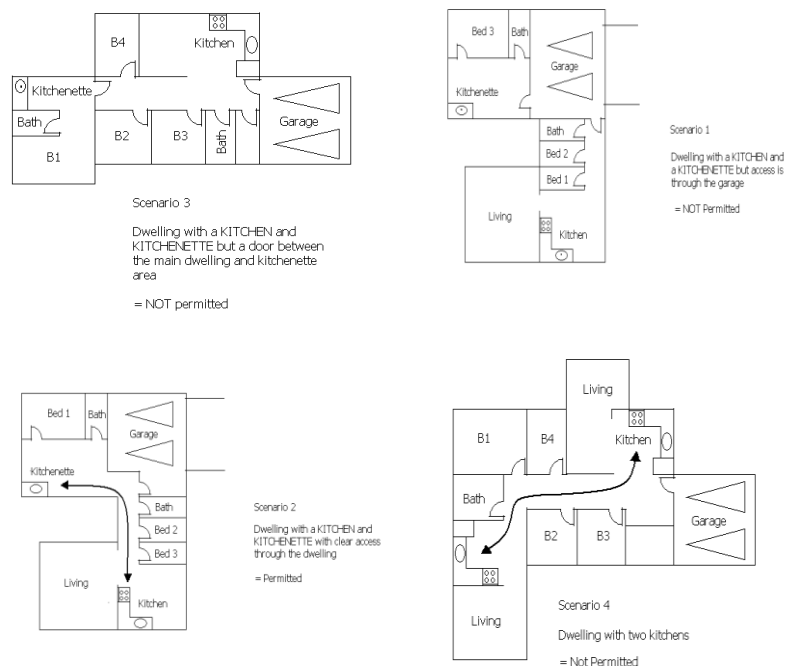 B4
Kitchen
Kitchenette
Bath
B1
B2
B3
Bath
Garage
Scenario 3
Dwelling with a KITCHEN and
KITCHENETTE but a door between
the main dwelling and kitchenette
area
= NOT permitted
Bed 3
Bath
Garage
Kitchenette
Bath
Bed 2
Bed 1
Living
Kitchen
Scenario 1
Dwelling with a KITCHEN and
a KITCHENETTE but access is
through the garage
= NOT Permitted
Bed 1
Bath
Garage
Kitchenette
Bath
Bed 2
Bed 3
Living
Kitchen
Scenario 2
Dwelling with a KITCHEN and
KITCHENETTE with clear access
through the dwelling
= Permitted
Living
B1
B4
Kitchen
Bath
B2
B3
Garage
Living
Scenario 4
Dwelling with two kitchens
= Not Permitted